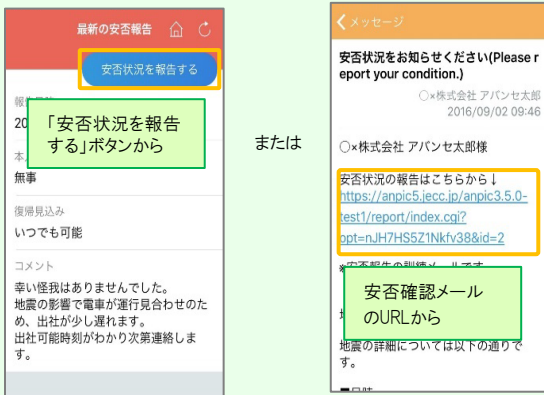 最新の安否報告
安否状況を報告する
20
「安否状況を報告
する」ボタンから
無事
復帰見込み
いつでも可能
コメント
幸い怪我はありませんでした。
地震の影響で電車が運行見合わせのた
め、出社が少し遅れます。
出社可能時刻がわかり次第連絡しま
す。
または
メッセージ
安否状況をお知らせください(Please r
eport your condition.)
○×株式会社 アバンセ太郎
2016/09/02 09:46
○×株式会社 アバンセ太郎様
安否状況の報告はこちらから↓
https://anpic5.jecc.jp/anpic3.5.0-
test1/report/index.cgi?
opt=nJH7HS5Z1Nkfv38&id=2
安否確認メール
のURLから
地震の詳細については以下の通りで
す。